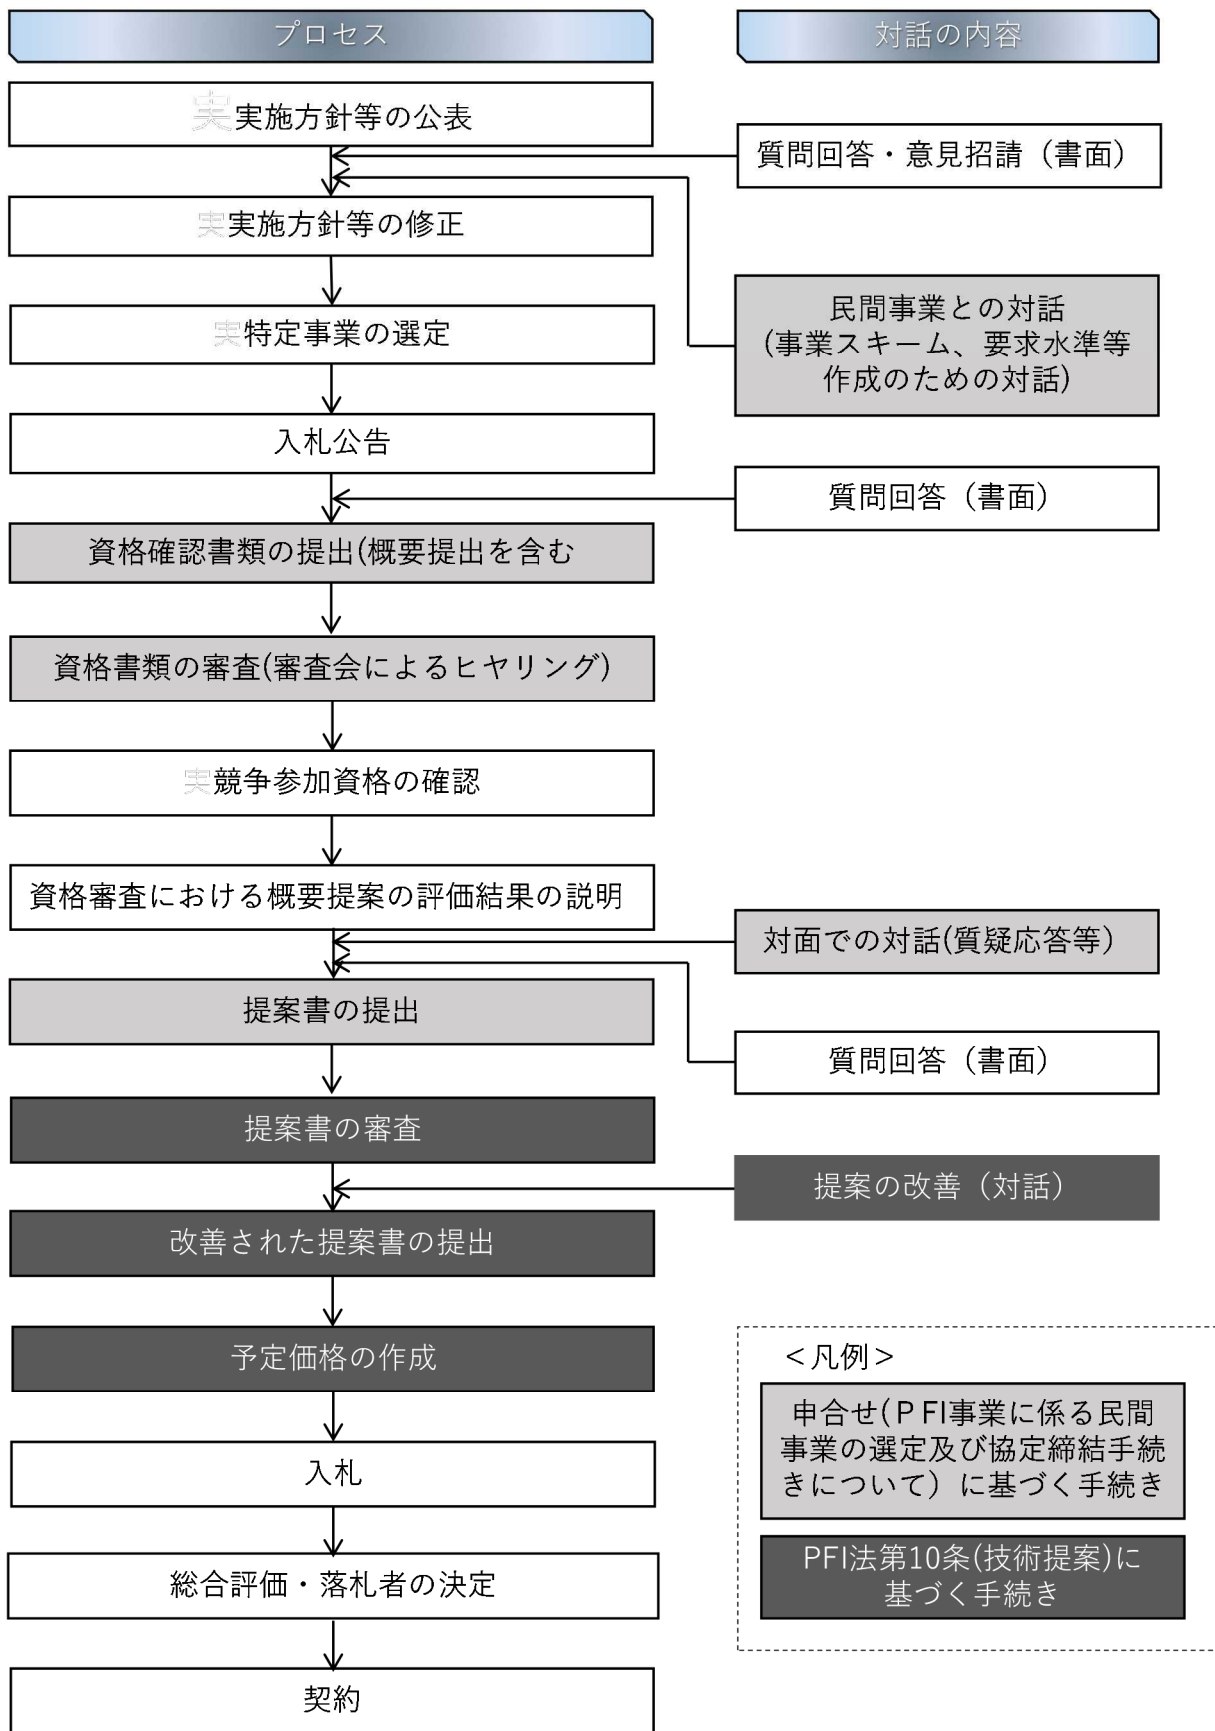 プロセス
対話の内容
実実施方針等の公表
質問回答・意見招請（書面）
実実施方針等の修正
民間事業との対話
(事業スキーム、要求水準等
作成のための対話)
実特定事業の選定
入札公告
質問回答（書面）
資格確認書類の提出(概要提出を含む
資格書類の審査(審査会によるヒヤリング)
実競争参加資格の確認
資格審査における概要提案の評価結果の説明
対面での対話(質疑応答等）
提案書の提出
質問回答（書面）
提案書の審査
提案の改善（対話）
改善された提案書の提出
予定価格の作成
入札
総合評価・落札者の決定
契約
＜凡例＞
申合せ(ＰFI事業に係る民間
事業の選定及び協定締結手続
きについて）に基づく手続き
PFI法第10条(技術提案)に
基づく手続き